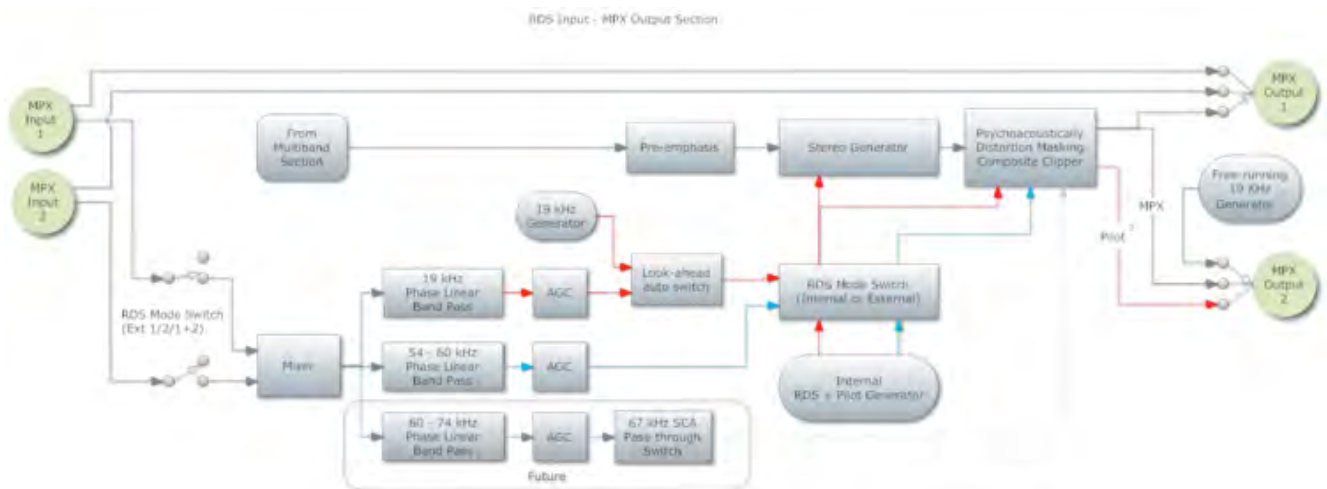 RDS Input - MPX Output Section
MPX
Input
1
MPX
Output
1
From
Multiband
Section
Pre-emphasis
Stereo Generator
Psychoacoustically
Distortion Masking
Composite Clipper
MPX
Input
2
Free-running
19 KHz
Generator
19 kHz
Generator
MPX
Pilot
Look-ahead
auto switch
RDS Mode Switch
(Internal or External)
MPX
Output
2
19 kHz
Phase Linear
Band Pass
AGC
RDS Mode Switch
(Ext 1/2/1+2)
Mixer
54 - 60 kHz
Phase Linear
Band Pass
AGC
Internal
RDS + Pilot Generator
60 - 74 kHz
Phase Linear
Band Pass
AGC
67 kHz SCA
Pass-through
Switch
Future